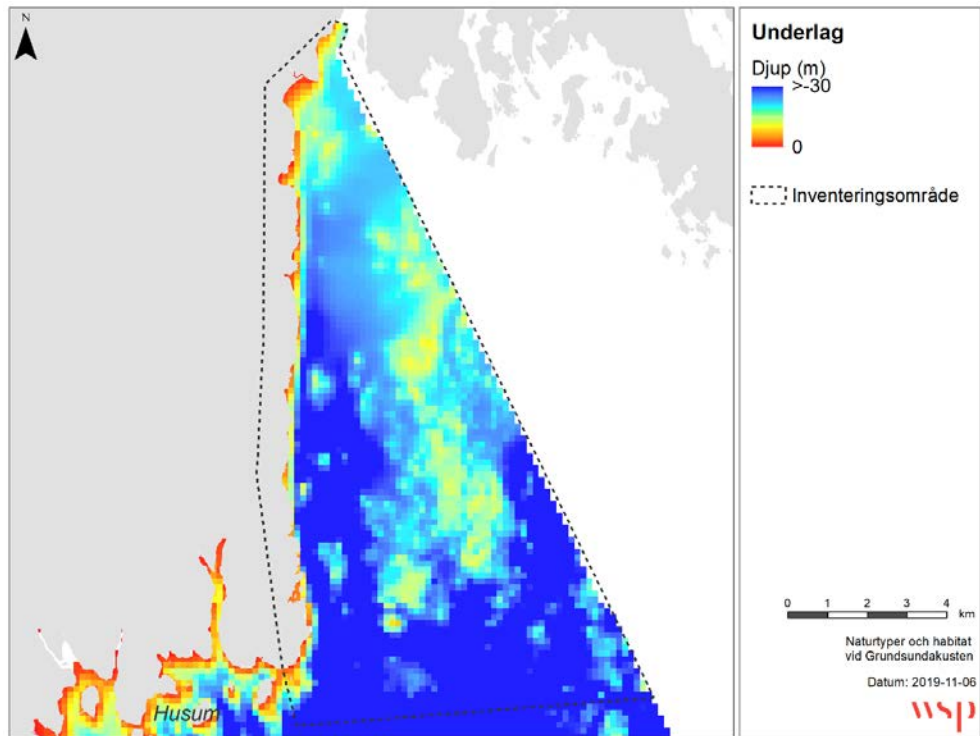 N
Husum
Underlag
Djup (m)
>-30
0
Inventeringsområde
0 1 2 3 4
km
Naturtyper och habitat
vid Grundsundakusten
Datum: 2019-11-06
wsp